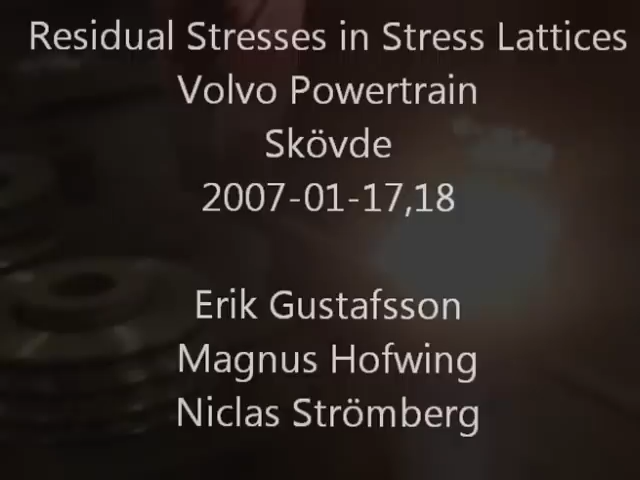 Residual Stresses in Stress Lattices
Volvo Powertrain
Skövde
2007-01-17,18
Erik Gustafsson
Magnus Hofwing
Niclas Strömberg